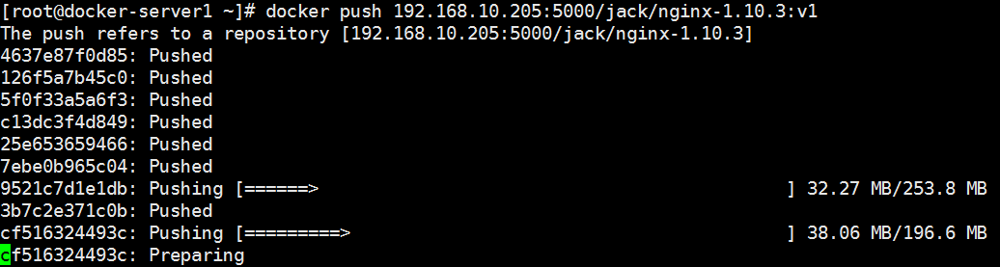 [root@docker-server1 ~]# docker push 192.168.10.205:5000/jack/nginx-1.10.3:v1
The push refers to a repository [192.168.10.205:5000/jack/nginx-1.10.3]
4637e87f0d85: Pushed
126f5a7b45c0: Pushed
5f0f33a5a6f3: Pushed
c13dc3f4d849: Pushed
25e653659466: Pushed
7ebe0b965c04: Pushed
9521c7d1e1db: Pushing [======>                                            ] 32.27 MB/253.8 MB
3b7c2e371c0b: Pushed
cf516324493c: Pushing [=========>                                         ] 38.06 MB/196.6 MB
cf516324493c: Preparing